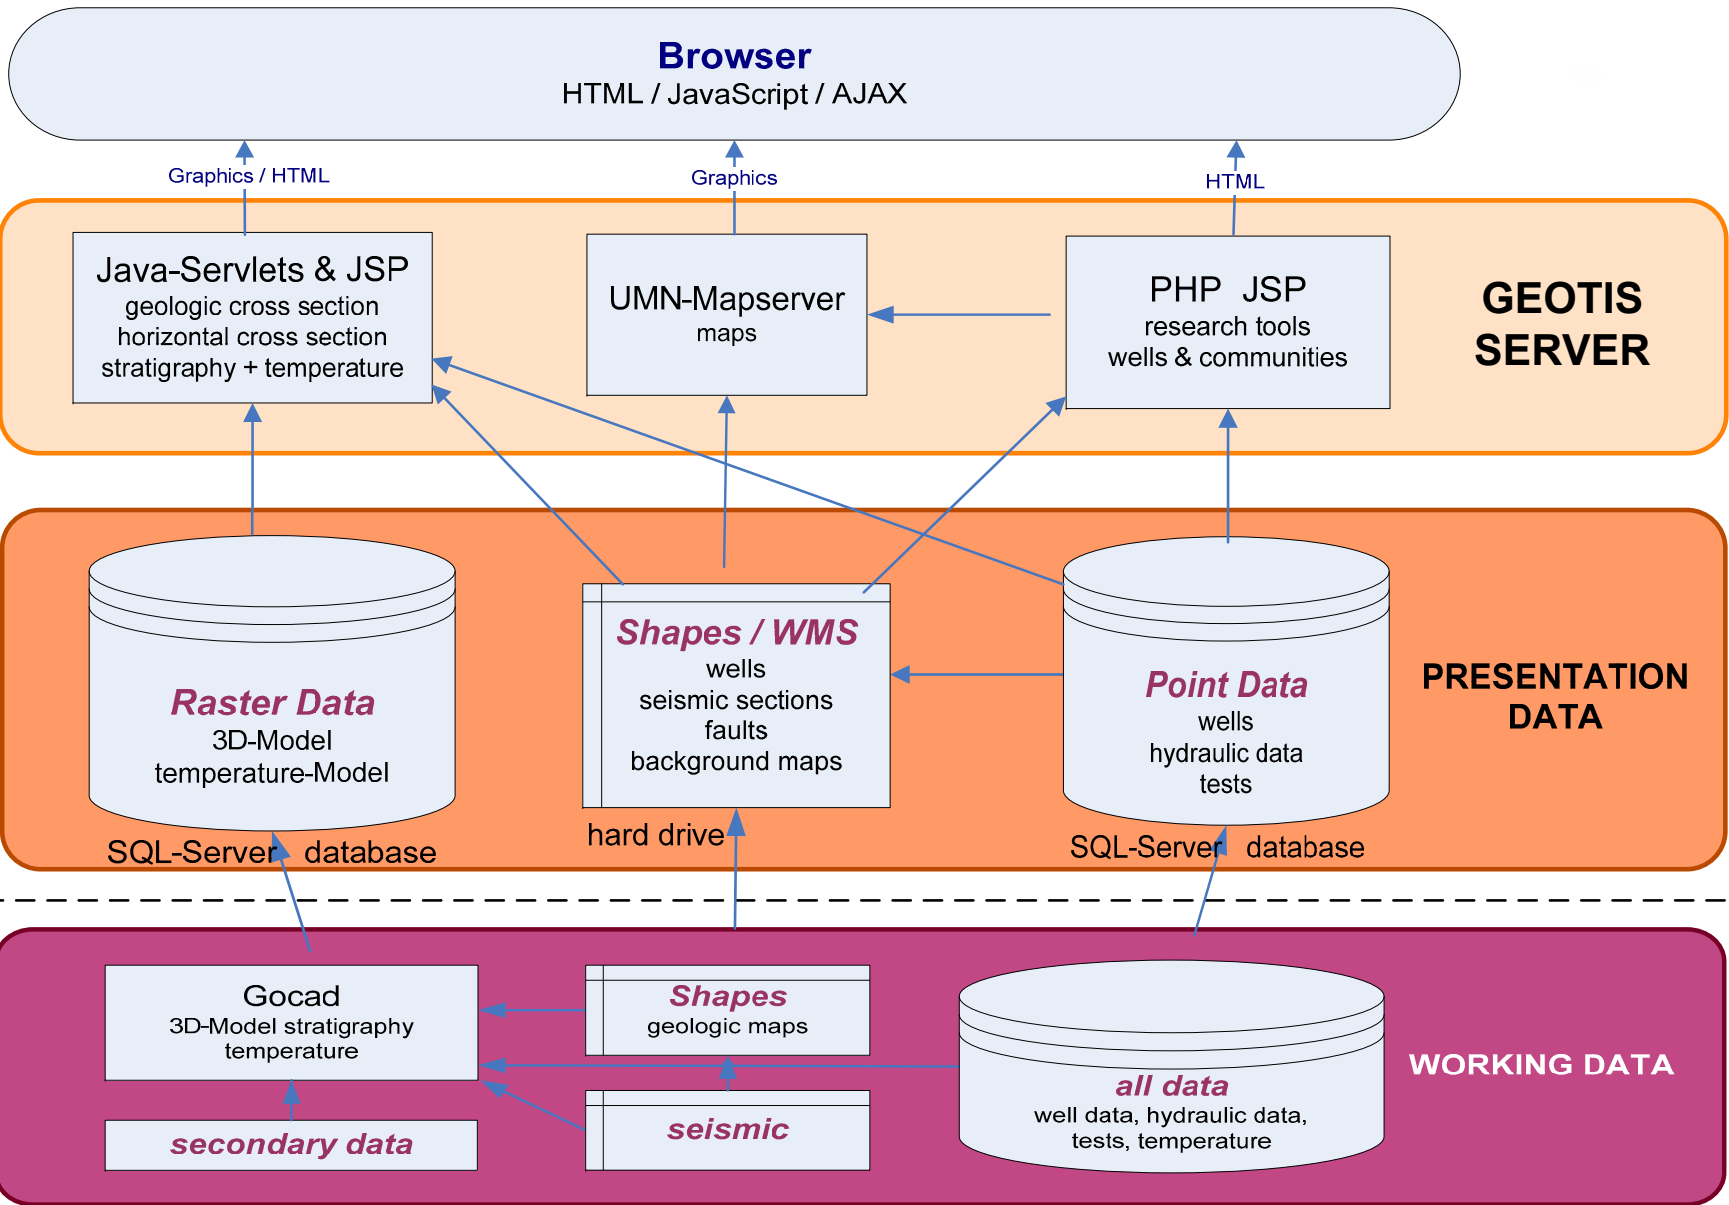 Browser
HTML / JavaScript / AJAX
Graphics / HTML
Graphics
HTML
Java-Servlets & JSP
geologic cross section
horizontal cross section
stratigraphy + temperature
UMN-Mapserver
maps
PHP JSP
research tools
wells & communities
GEOTIS
SERVER
Raster Data
3D-Model
temperature-Model
SQL-Server database
Shapes / WMS
wells
seismic sections
faults
background maps
hard drive
Point Data
wells
hydraulic data
tests
SQL-Server database
PRESENTATION
DATA
Gocad
3D-Model stratigraphy
temperature
secondary data
Shapes
geologic maps
seismic
all data
well data, hydraulic data,
tests, temperature
WORKING DATA